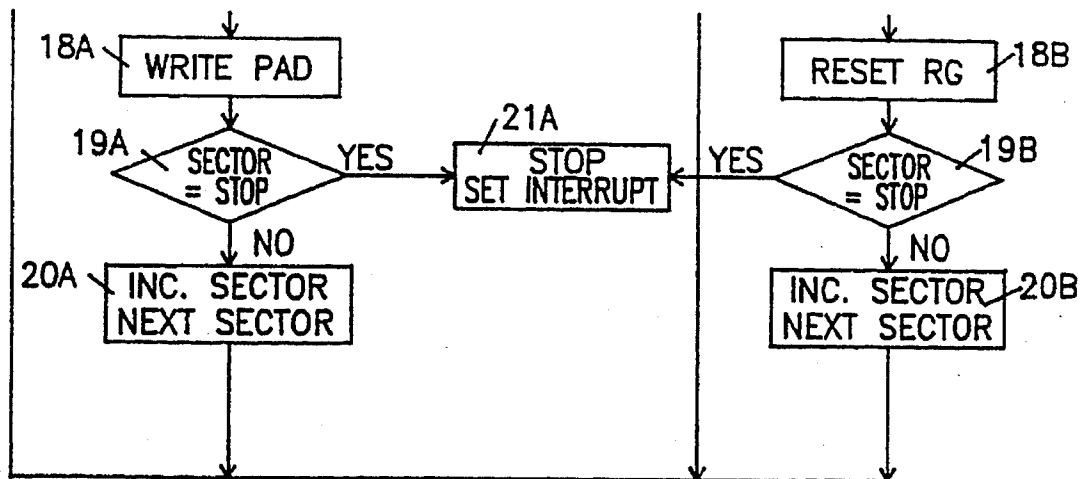 18A
WRITE PAD
19A
SECTOR
= STOP
YES
NO
20A
INC. SECTOR
NEXT SECTOR
21A
STOP
SET INTERRUPT
18B
RESET RG
19B
SECTOR
= STOP
YES
NO
20B
INC. SECTOR
NEXT SECTOR